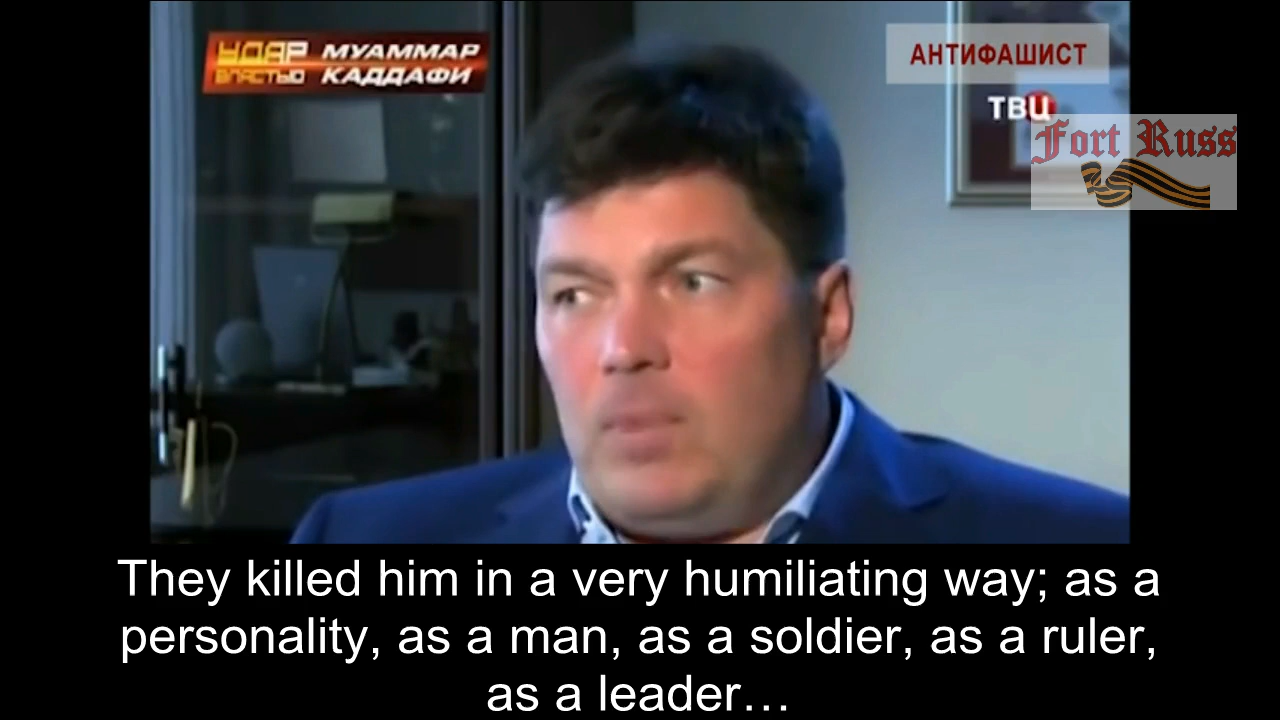 УДАР
ВЛАСТЬЮ
МУАММАР
КАДДАФИ
АНТИФАШИСТ
ТВЦ
Fort Russ
They killed him in a very humiliating way; as a
personality, as a man, as a soldier, as a ruler,
as a leader…